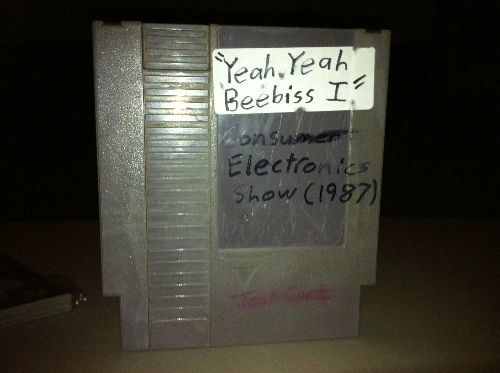 "Yeah Yeah
Beebiss I"
Consumer
Electronics
Show (1987)